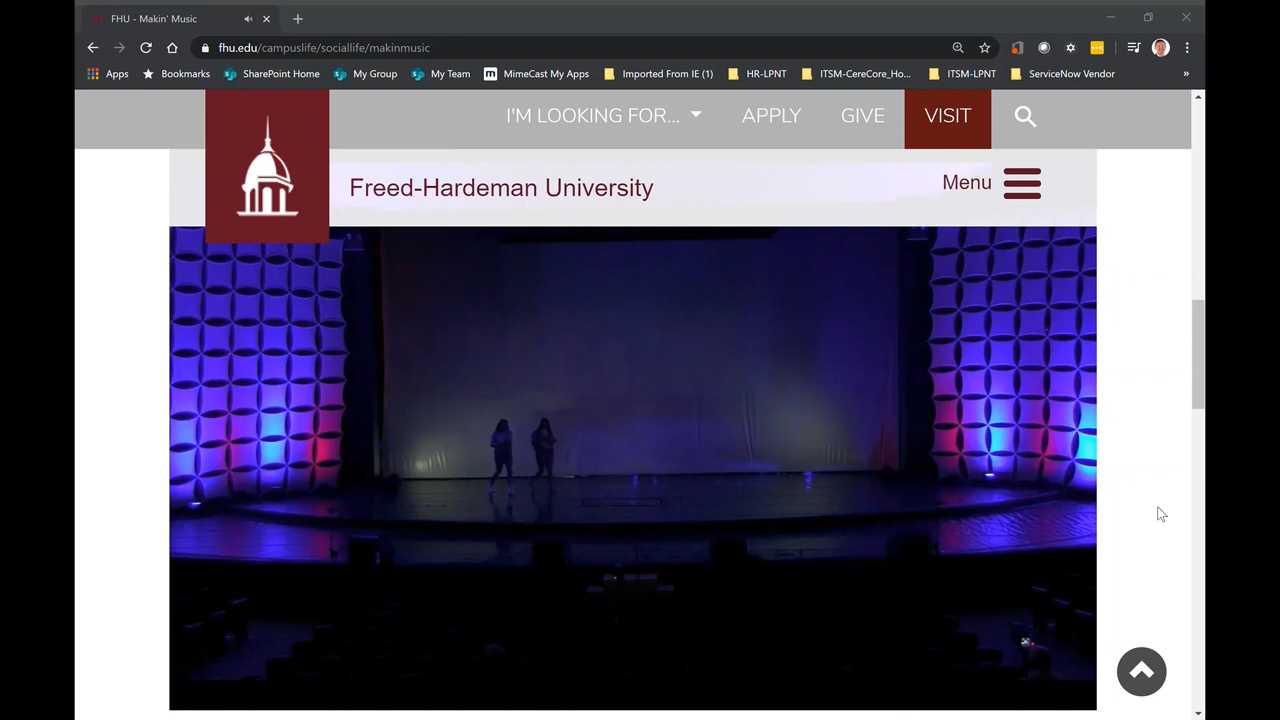 FHU - Makin' Music
fhu.edu/campuslife/sociallife/makinmusic
Apps Bookmarks SharePoint Home My Group My Team MimeCast My Apps Imported From IE (1) HR-LPNT ITSM-CereCore_Ho... ITSM-LPNT ServiceNow Vendor »
I'M LOOKING FOR... APPLY GIVE VISIT
Freed-Hardeman University Menu